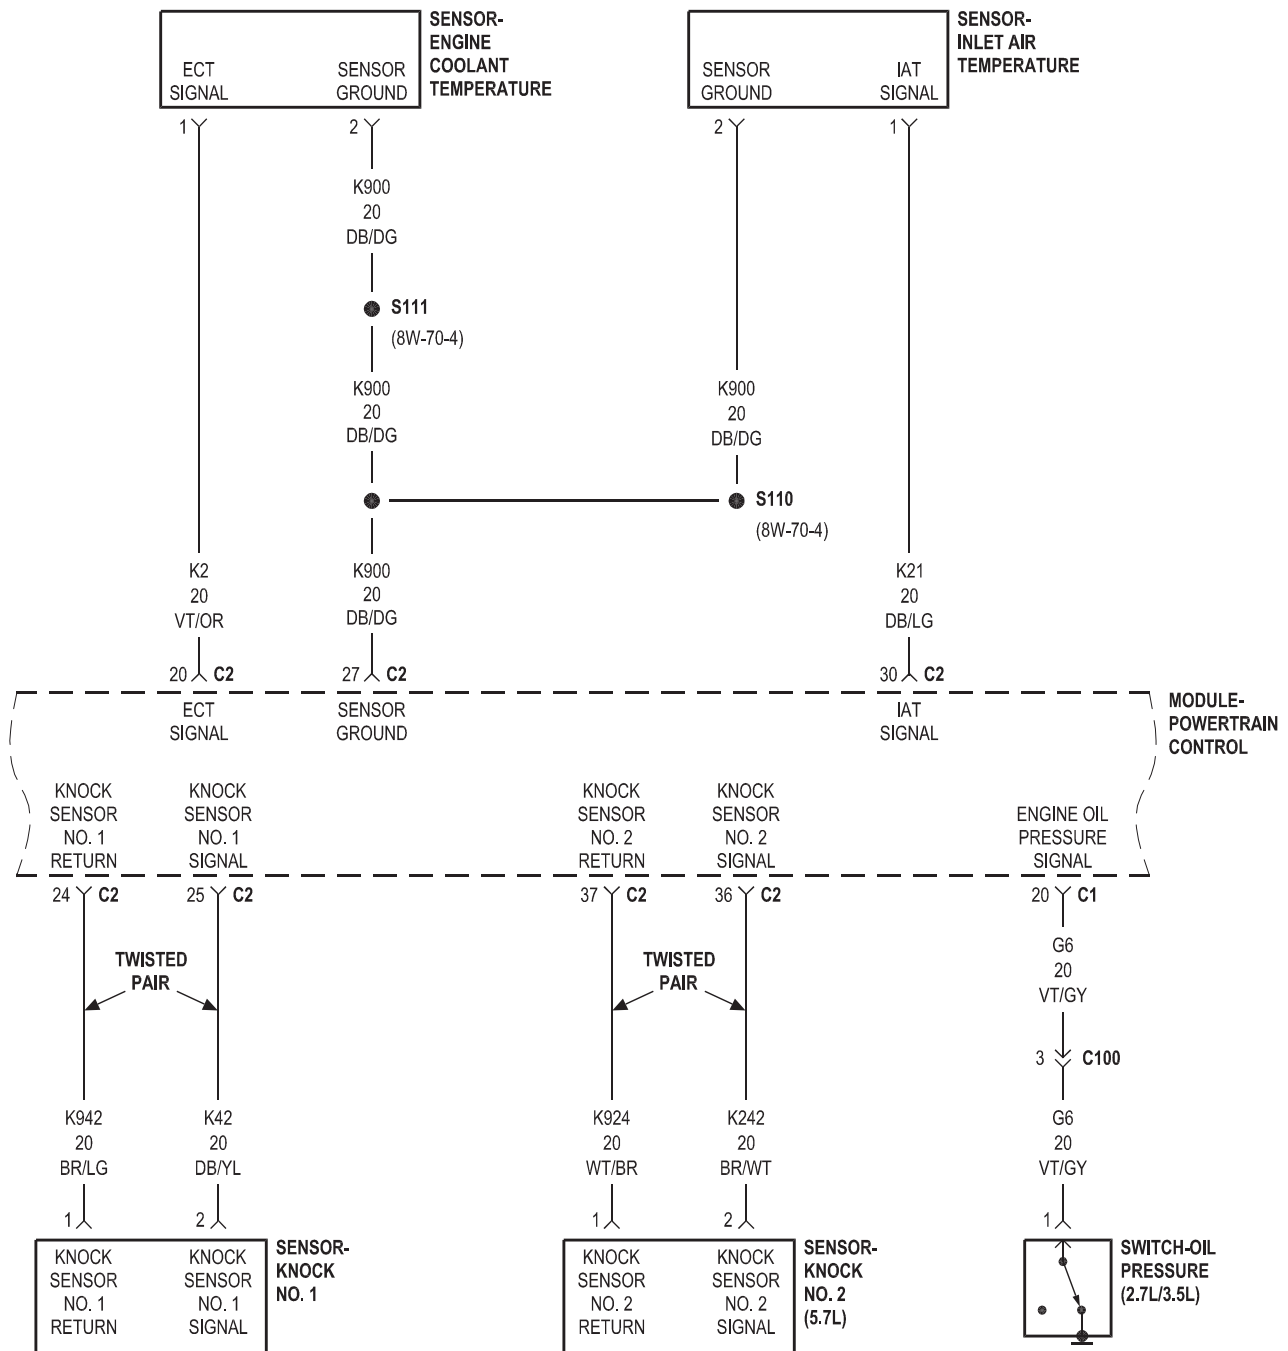 SENSOR-
ENGINE
COOLANT
TEMPERATURE
ECT
SIGNAL
SENSOR
GROUND
SENSOR-
INLET AIR
TEMPERATURE
SENSOR
GROUND
IAT
SIGNAL
1
2
2
1
K900
20
DB/DG
S111
(8W-70-4)
K900
20
DB/DG
K900
20
DB/DG
S110
(8W-70-4)
K2
20
VT/OR
K900
20
DB/DG
K21
20
DB/LG
20 C2
27 C2
30 C2
ECT
SIGNAL
SENSOR
GROUND
IAT
SIGNAL
MODULE-
POWERTRAIN
CONTROL
KNOCK
SENSOR
NO. 1
RETURN
KNOCK
SENSOR
NO. 1
SIGNAL
KNOCK
SENSOR
NO. 2
RETURN
KNOCK
SENSOR
NO. 2
SIGNAL
ENGINE OIL
PRESSURE
SIGNAL
24 C2
25 C2
37 C2
36 C2
20 C1
TWISTED
PAIR
TWISTED
PAIR
G6
20
VT/GY
3 C100
K942
20
BR/LG
K42
20
DB/YL
K924
20
WT/BR
K242
20
BR/WT
G6
20
VT/GY
1
2
1
2
1
KNOCK
SENSOR
NO. 1
RETURN
KNOCK
SENSOR
NO. 1
SIGNAL
SENSOR-
KNOCK
NO. 1
KNOCK
SENSOR
NO. 2
RETURN
KNOCK
SENSOR
NO. 2
SIGNAL
SENSOR-
KNOCK
NO. 2
(5.7L)
SWITCH-OIL
PRESSURE
(2.7L/3.5L)